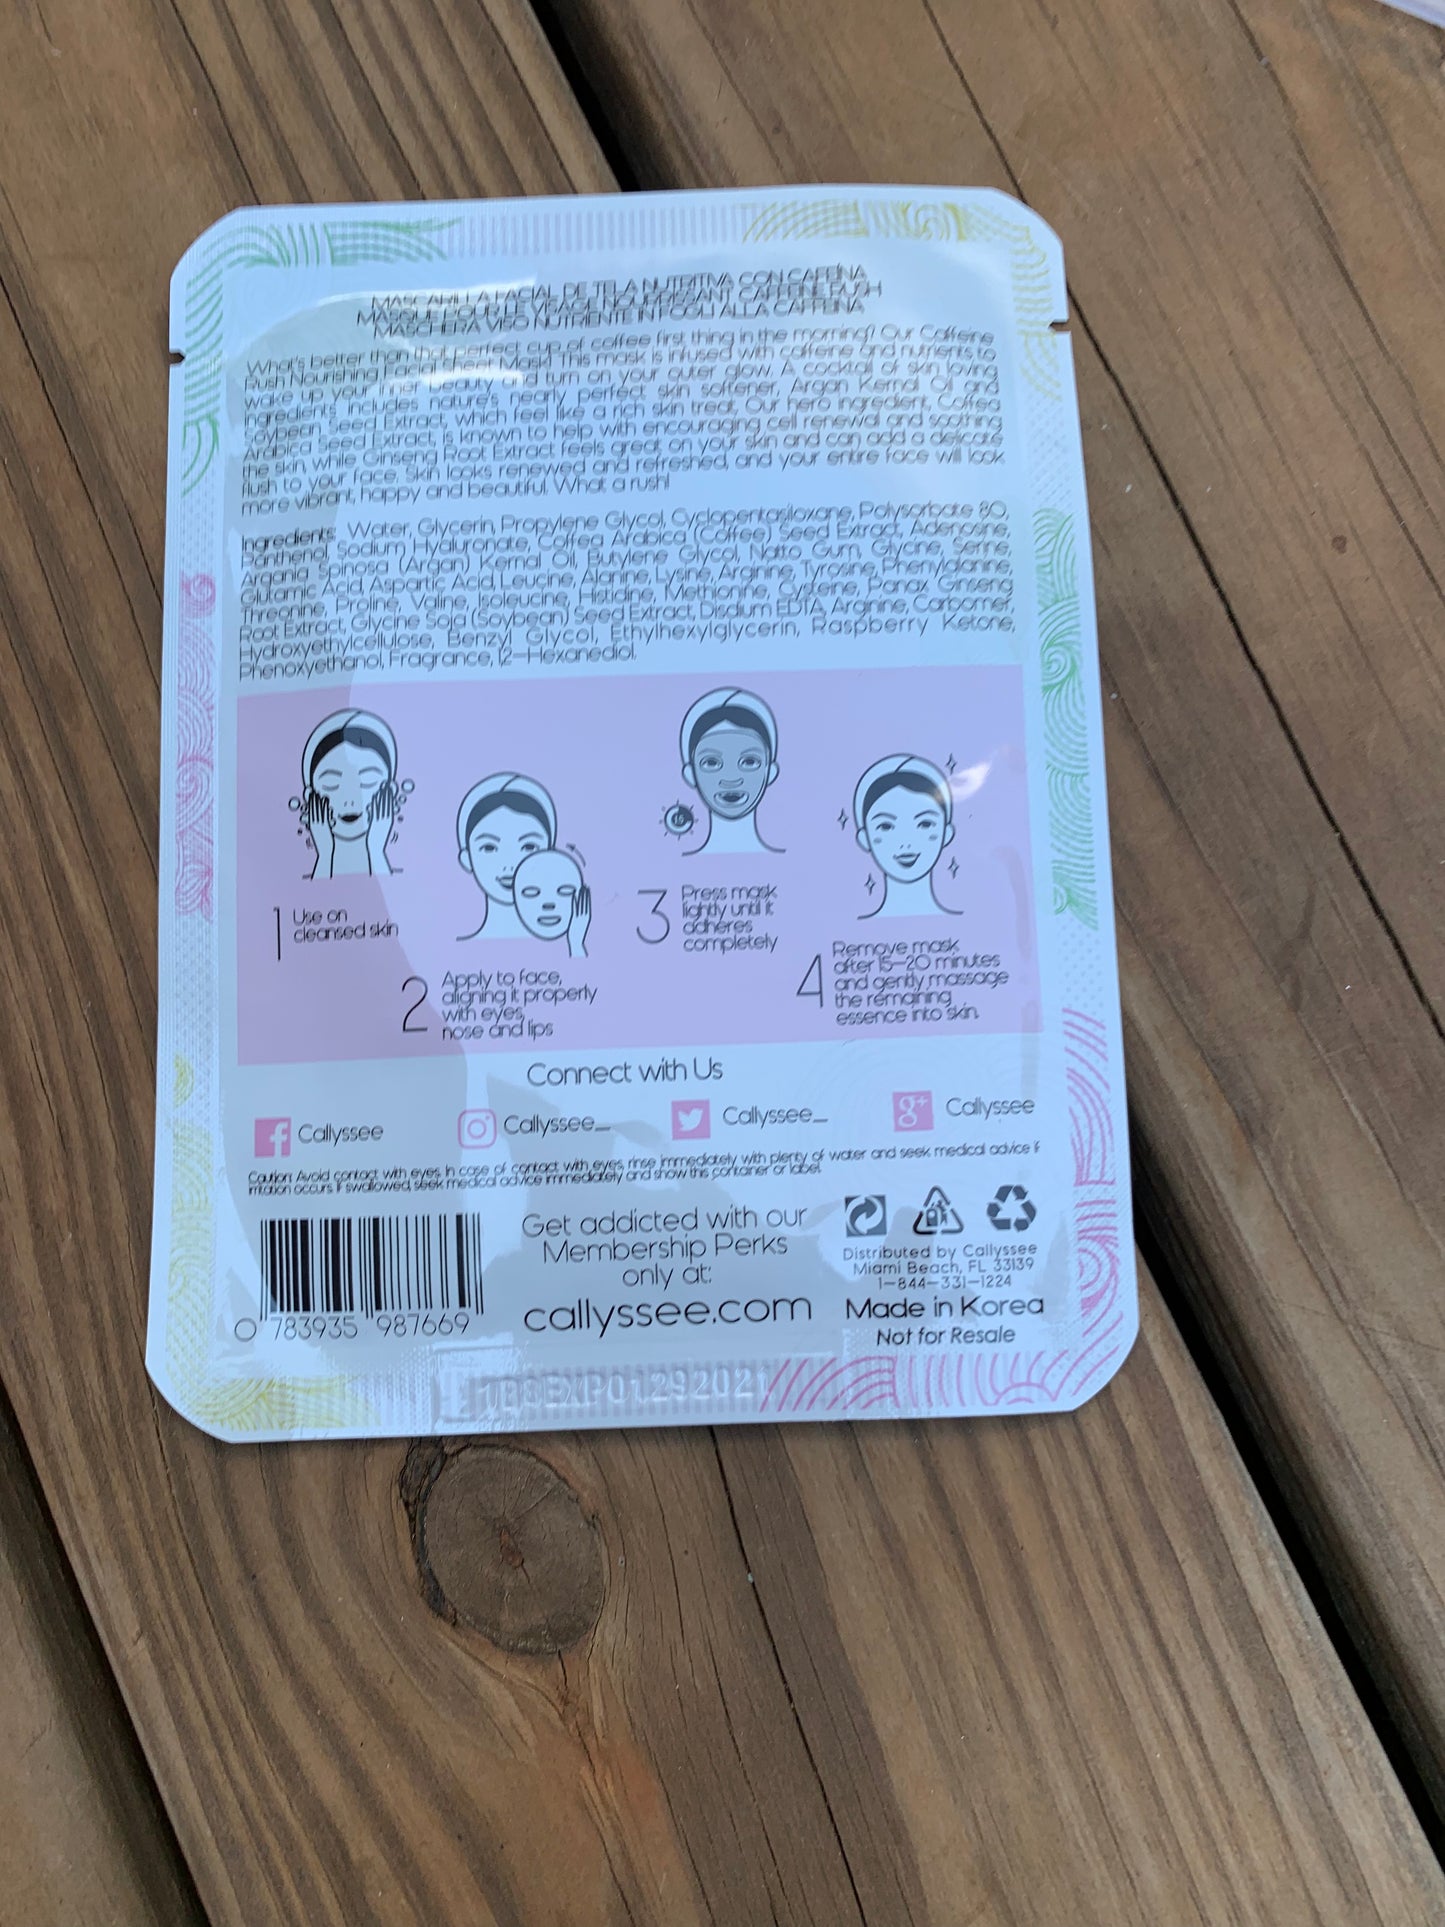 MASCARILLA FACIAL DE TELA NUTRITIVA CON CAFEÍNA
MASQUE POUR LE VISAGE NOURRISSANT, CAFFEINE RUSH
MASCHERA VISO NUTRIENTE IN FOGLI ALLA CAFFEINA
What's better than that perfect cup of coffee first thing in the morning? Our Caffeine
Rush Nourishing Facial sheet Mask! This mask is infused with caffeine and nutrients to
wake up your inner beauty and turn on your outer glow. A cocktail of skin loving
ingredients includes nature's nearly perfect skin softener, Argan Kernal Oil and
Soybean Seed Extract, which feel like a rich skin treat. Our hero ingredient, Coffea
Arabica Seed Extract, is known to help with encouraging cell renewal and soothing
the skin, while Ginseng Root Extract feels great on your skin and can add a delicate
flush to your face. Skin looks renewed and refreshed, and your entire face will look
more vibrant, happy and beautiful. What a rush!
Ingredients: Water, Glycerin, Propylene Glycol, Cyclopentasiloxane, Polysorbate 80,
Panthenol, Sodium Hyaluronate, Coffea Arabica (Coffee) Seed Extract, Adenosine,
Argania Spinosa (Argan) Kernal Oil, Butylene Glycol, Natto Gum, Glycine, Serine,
Glutamic Acid, Aspartic Acid, Leucine, Alanine, Lysine, Arginine, Tyrosine, Phenylalanine,
Threonine, Proline, Valine, Isoleucine, Histidine, Methionine, Cysteine, Panax Ginseng
Root Extract, Glycine Soja (Soybean) Seed Extract, Disdium EDTA, Arginine, Carbomer,
Hydroxyethylcellulose, Benzyl Glycol, Ethylhexylglycerin, Raspberry Ketone,
Phenoxyethanol, Fragrance, 1,2-Hexanediol.
15
1 Use on
cleansed skin
2 Apply to face,
aligning it properly
with eyes,
nose and lips
3 Press mask
lightly until it
adheres
completely
4 Remove mask
after 15-20 minutes
and gently massage
the remaining
essence into skin.
Connect with Us
f Callyssee
Callyssee_
Callyssee_
g+ Callyssee
Caution: Avoid contact with eyes. In case of contact with eyes, rinse immediately with plenty of water and seek medical advice if
irritation occurs. If swallowed, seek medical advice immediately and show this container or label.
Get addicted with our
Membership Perks
only at:
callyssee.com
Distributed by Callyssee
Miami Beach, FL 33139
1-844-331-1224
Made in Korea
Not for Resale
0 783935 987669
EXP01292021